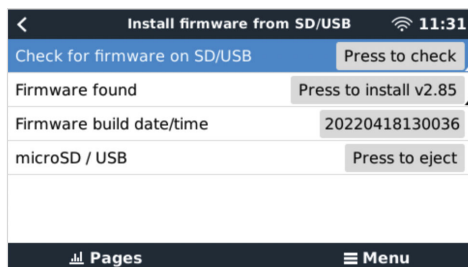 Install firmware from SD/USB 11:31
Check for firmware on SD/USB Press to check
Firmware found Press to install v2.85
Firmware build date/time 20220418130036
microSD / USB Press to eject
Pages Menu